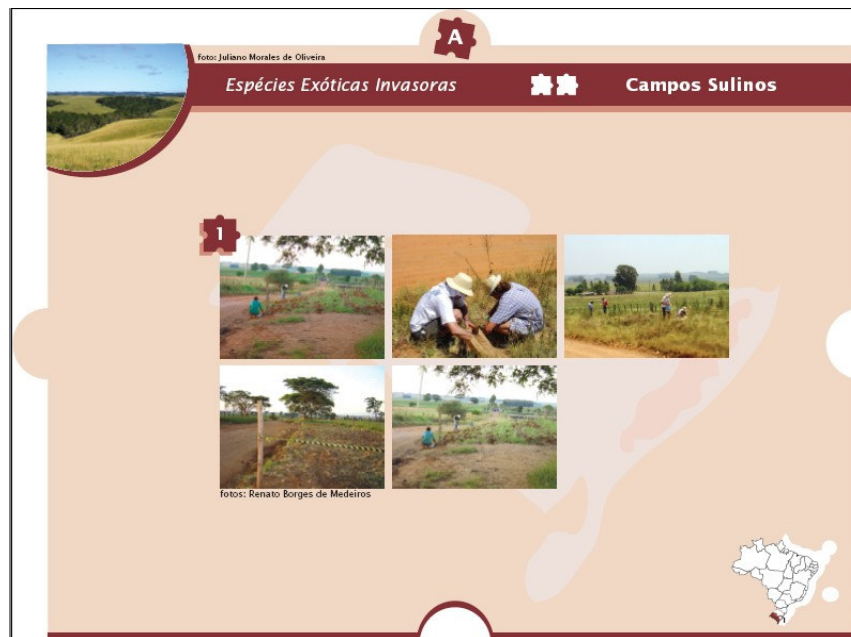 A
foto: Juliano Morales de Oliveira
Espécies Exóticas Invasoras
Campos Sulinos
1
fotos: Renato Borges de Medeiros